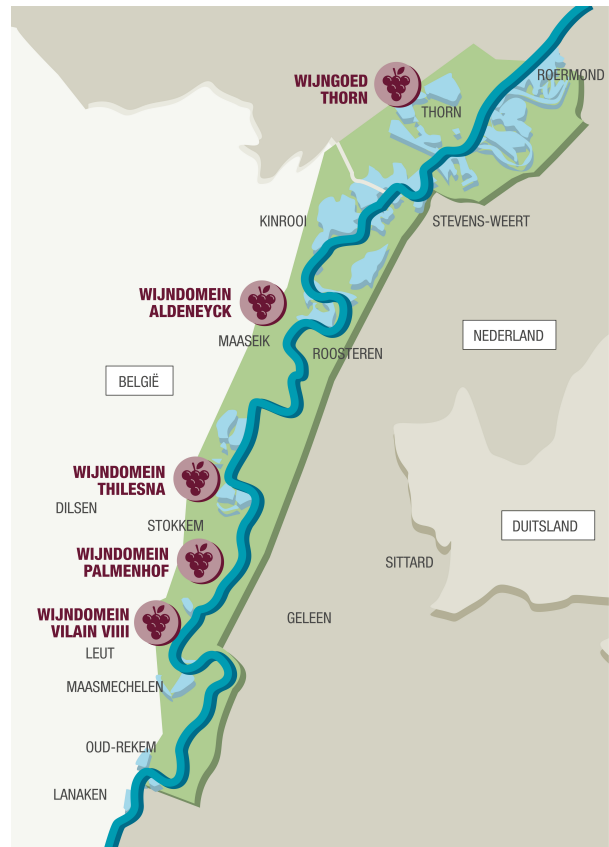 ROERMOND
WIJNGOED
THORN
THORN
KINROOI
STEVENS-WEERT
WIJNDOMEIN
ALDENEYCK
NEDERLAND
MAASEIK
ROOSTEREN
BELGIË
WIJNDOMEIN
THILESNA
DILSEN
STOKKEM
DUITSLAND
WIJNDOMEIN
PALMENHOF
SITTARD
WIJNDOMEIN
VILAIN VIIII
GELEEN
LEUT
MAASMECHELEN
OUD-REKEM
LANAKEN